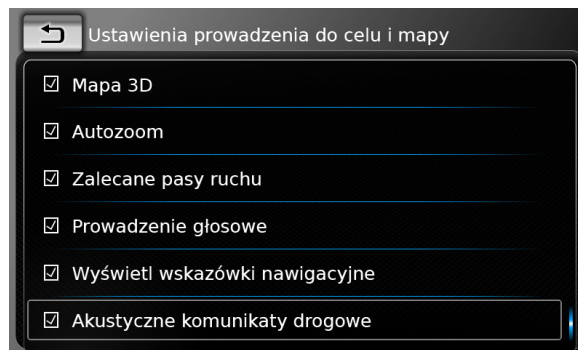 Ustawienia prowadzenia do celu i mapy
Mapa 3D
Autozoom
Zalecane pasy ruchu
Prowadzenie głosowe
Wyświetl wskazówki nawigacyjne
Akustyczne komunikaty drogowe